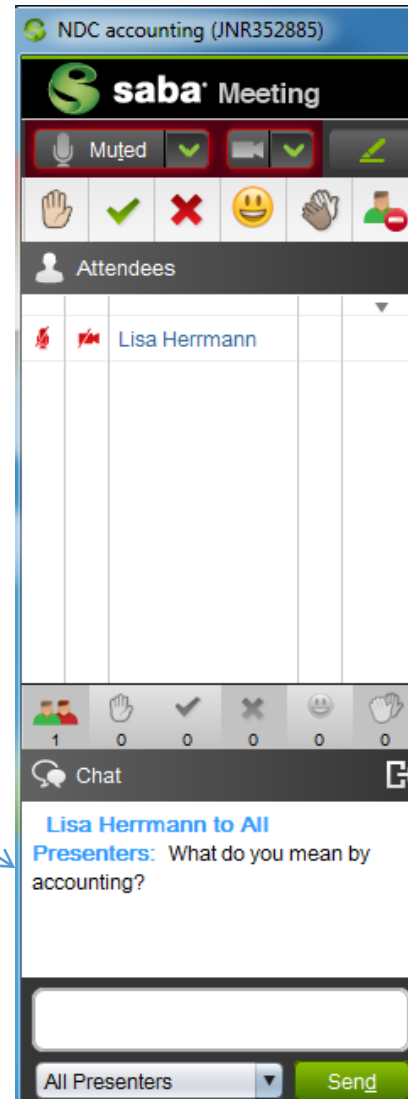 NDC accounting (JNR352885)
saba Meeting
Muted
Attendees
Lisa Herrmann
1 0 0 0 0 0
Chat
Lisa Herrmann to All
Presenters: What do you mean by
accounting?
All Presenters Send